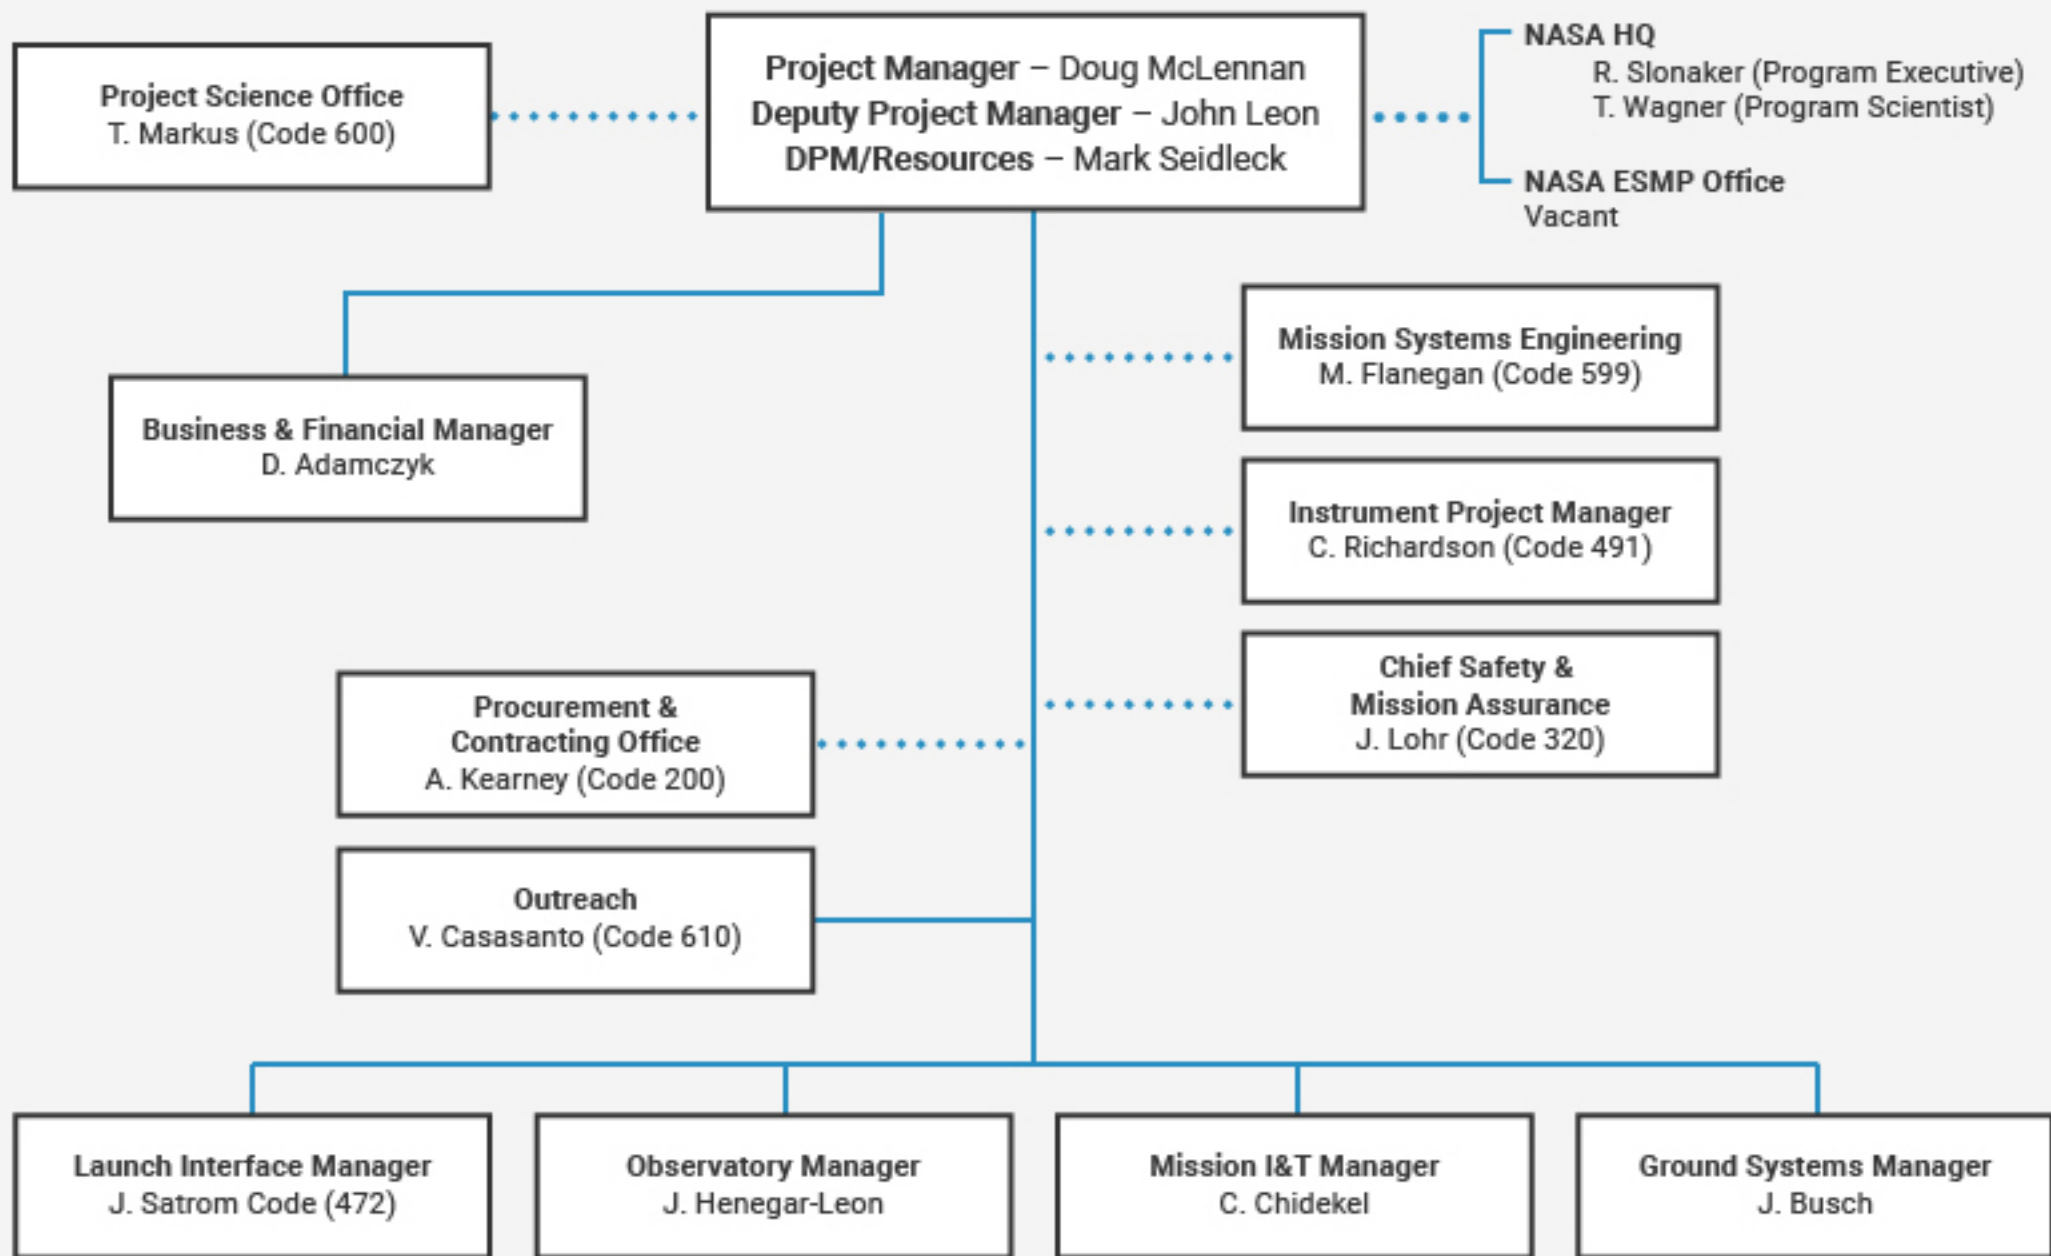 Project Science Office
T. Markus (Code 600)
Project Manager – Doug McLennan
Deputy Project Manager – John Leon
DPM/Resources – Mark Seidleck
NASA HQ
R. Slonaker (Program Executive)
T. Wagner (Program Scientist)
NASA ESMP Office
Vacant
Business & Financial Manager
D. Adamczyk
Mission Systems Engineering
M. Flanegan (Code 599)
Instrument Project Manager
C. Richardson (Code 491)
Chief Safety &
Mission Assurance
J. Lohr (Code 320)
Procurement &
Contracting Office
A. Kearney (Code 200)
Outreach
V. Casasanto (Code 610)
Launch Interface Manager
J. Satrom Code (472)
Observatory Manager
J. Henegar-Leon
Mission I&T Manager
C. Chidekel
Ground Systems Manager
J. Busch